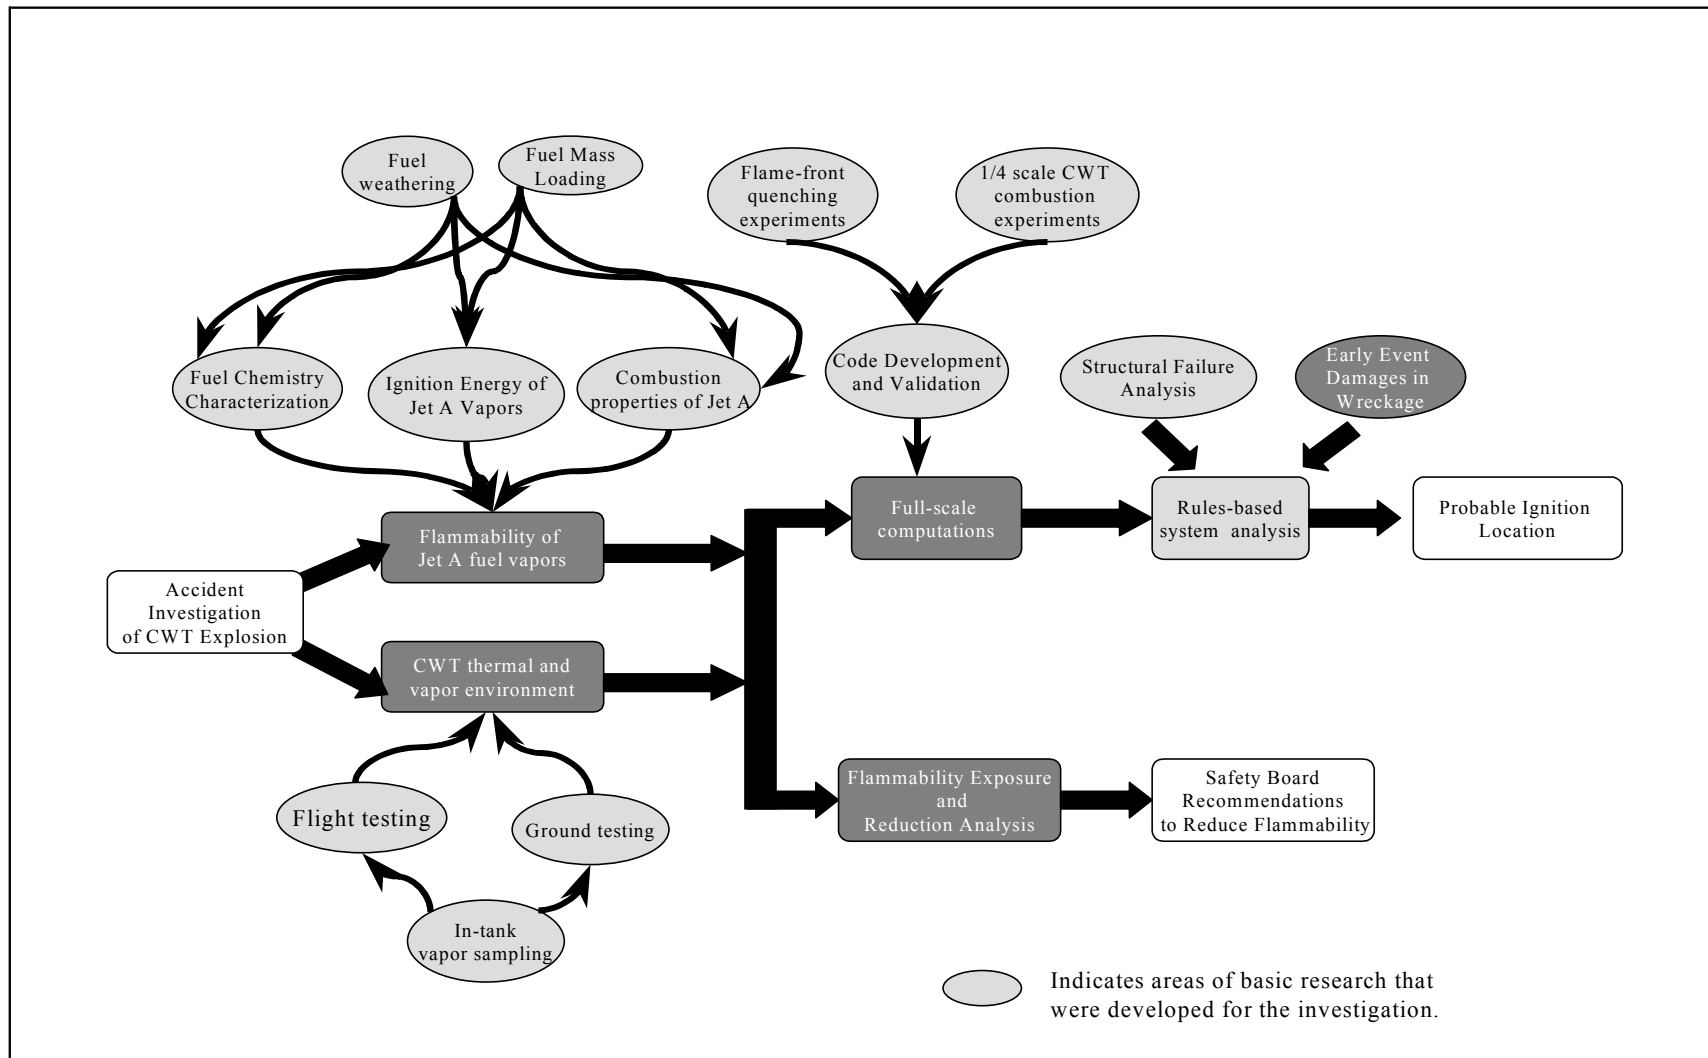 Fuel
weathering
Fuel Mass
Loading
Flame-front
quenching
experiments
1/4 scale CWT
combustion
experiments
Fuel Chemistry
Characterization
Ignition Energy of
Jet A Vapors
Combustion
properties of Jet A
Code Development
and Validation
Structural Failure
Analysis
Early Event
Damages in
Wreckage
Flammability of
Jet A fuel vapors
Full-scale
computations
Rules-based
system analysis
Probable Ignition
Location
Accident
Investigation
of CWT Explosion
CWT thermal and
vapor environment
Flight testing
Ground testing
Flammability Exposure
and
Reduction Analysis
Safety Board
Recommendations
to Reduce Flammability
In-tank
vapor sampling
Indicates areas of basic research that
were developed for the investigation.